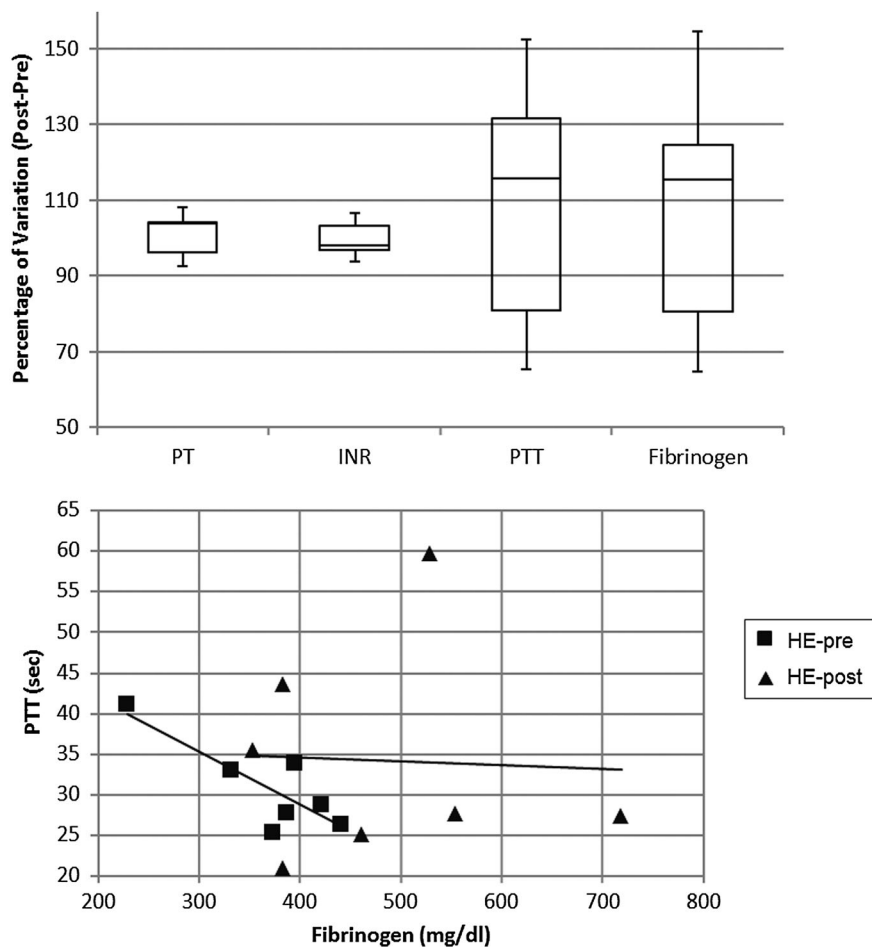 Percentage of Variation (Post-Pre)
150
130
110
90
70
50
PT INR PTT Fibrinogen
PTT (sec)
65
60
55
50
45
40
35
30
25
20
200 300 400 500 600 700 800
Fibrinogen (mg/dl)
HE-pre
HE-post